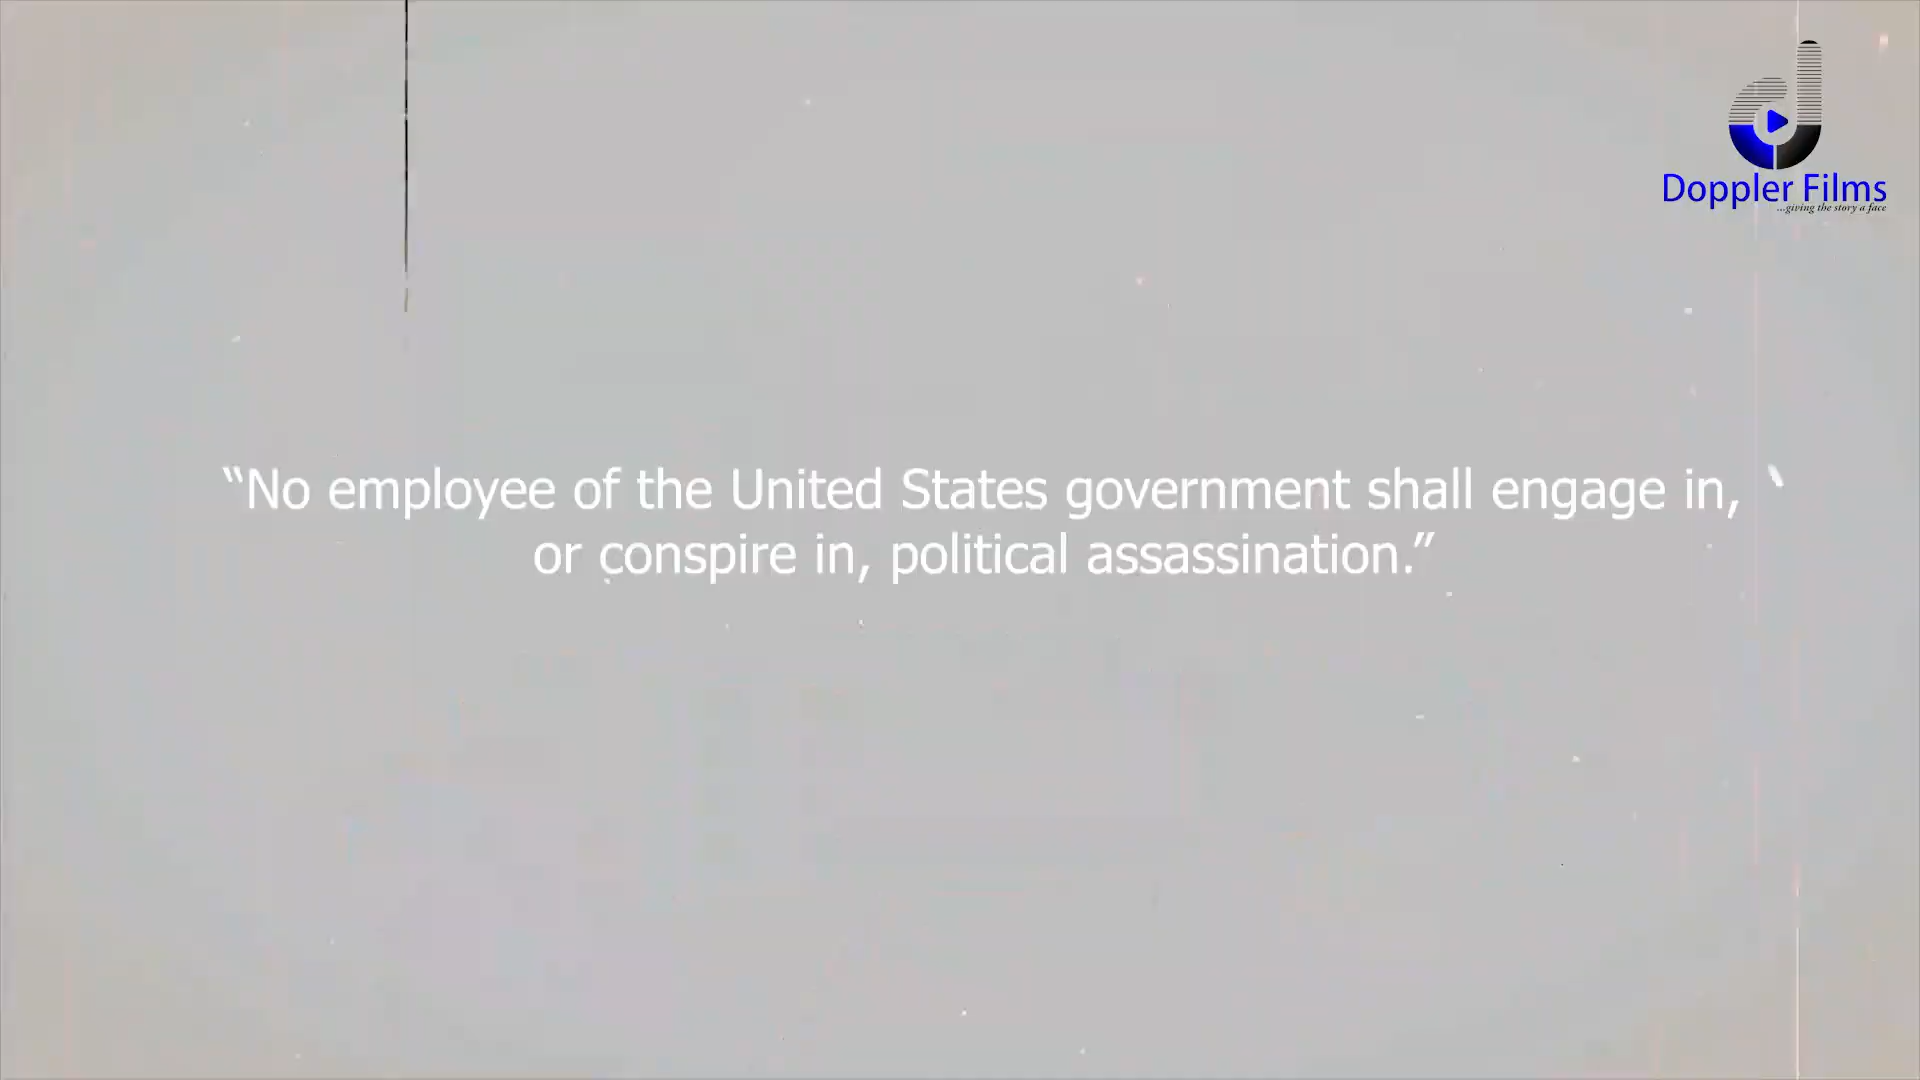 Doppler Films
...giving the story a face
“No employee of the United States government shall engage in,
or conspire in, political assassination.”